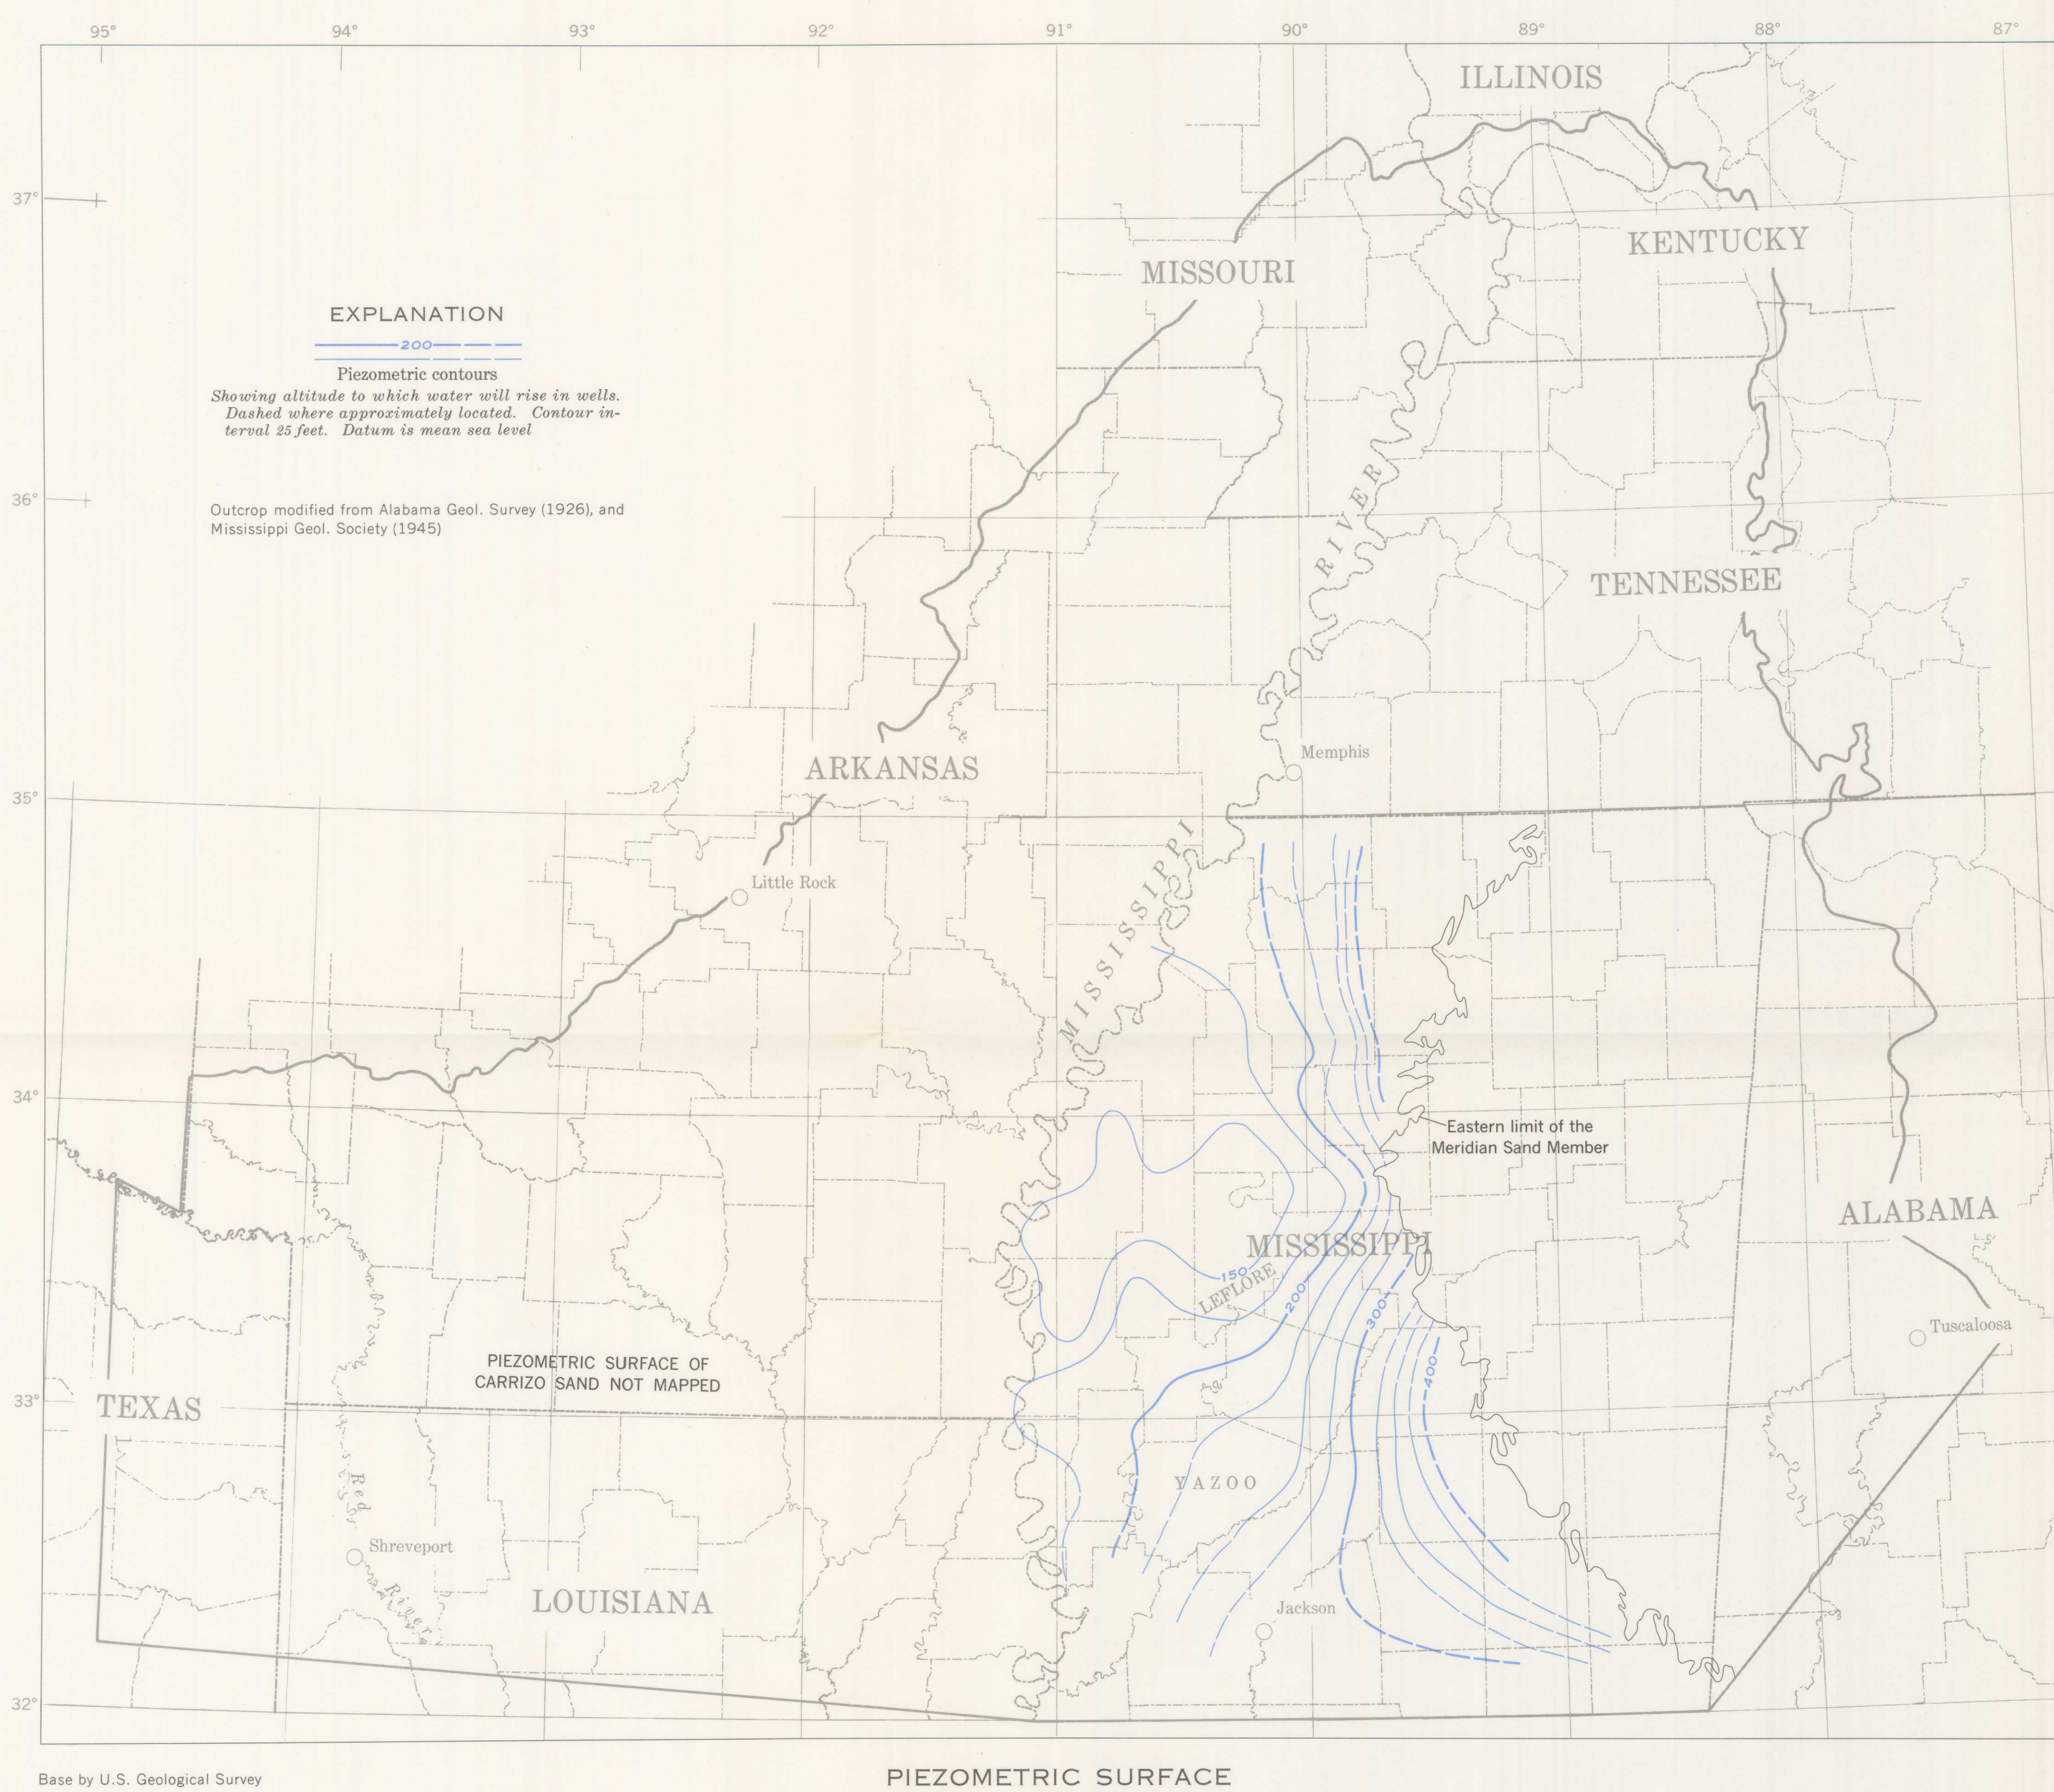 95° 94° 93° 92° 91° 90° 89° 88° 87°
ILLINOIS
37°
KENTUCKY
MISSOURI
EXPLANATION
200
Piezometric contours
Showing altitude to which water will rise in wells.
Dashed where approximately located. Contour in-
terval 25 feet. Datum is mean sea level
36°
Outcrop modified from Alabama Geol. Survey (1926), and
Mississippi Geol. Society (1945)
RIVER
TENNESSEE
Memphis
ARKANSAS
35°
MISSISSIPPI
Little Rock
34°
Eastern limit of the
Meridian Sand Member
ALABAMA
MISSISSIPPI
150
LEFLORE
200
300
Tuscaloosa
400
PIEZOMETRIC SURFACE OF
CARRIZO SAND NOT MAPPED
33°
TEXAS
YAZOO
Red
Shreveport
River
LOUISIANA
Jackson
32°
Base by U.S. Geological Survey
PIEZOMETRIC SURFACE